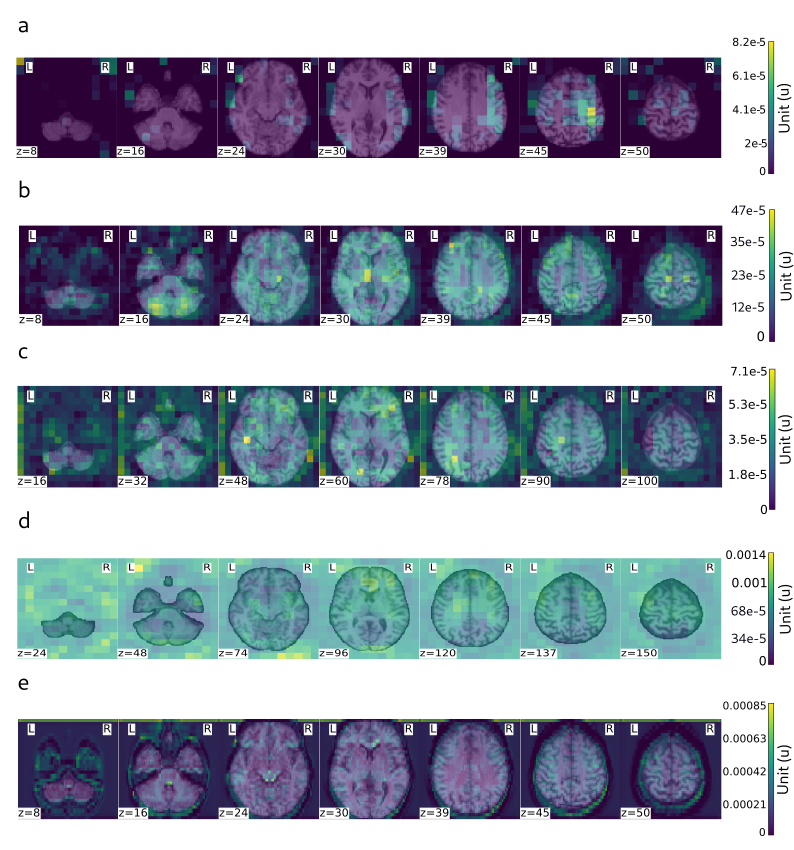 a
L R L R L R L R L R L R L R
z=8 z=16 z=24 z=30 z=39 z=45 z=50
8.2e-5
6.1e-5
4.1e-5
2e-5
0
Unit (u)
b
L R L R L R L R L R L R L R
z=8 z=16 z=24 z=30 z=39 z=45 z=50
47e-5
35e-5
23e-5
12e-5
0
Unit (u)
c
L R L R L R L R L R L R L R
z=16 z=32 z=48 z=60 z=78 z=90 z=100
7.1e-5
5.3e-5
3.5e-5
1.8e-5
0
Unit (u)
d
L R L R L R L R L R L R L R
z=24 z=48 z=74 z=96 z=120 z=137 z=150
0.0014
0.001
68e-5
34e-5
0
Unit (u)
e
L R L R L R L R L R L R L R
z=8 z=16 z=24 z=30 z=39 z=45 z=50
0.00085
0.00063
0.00042
0.00021
0
Unit (u)